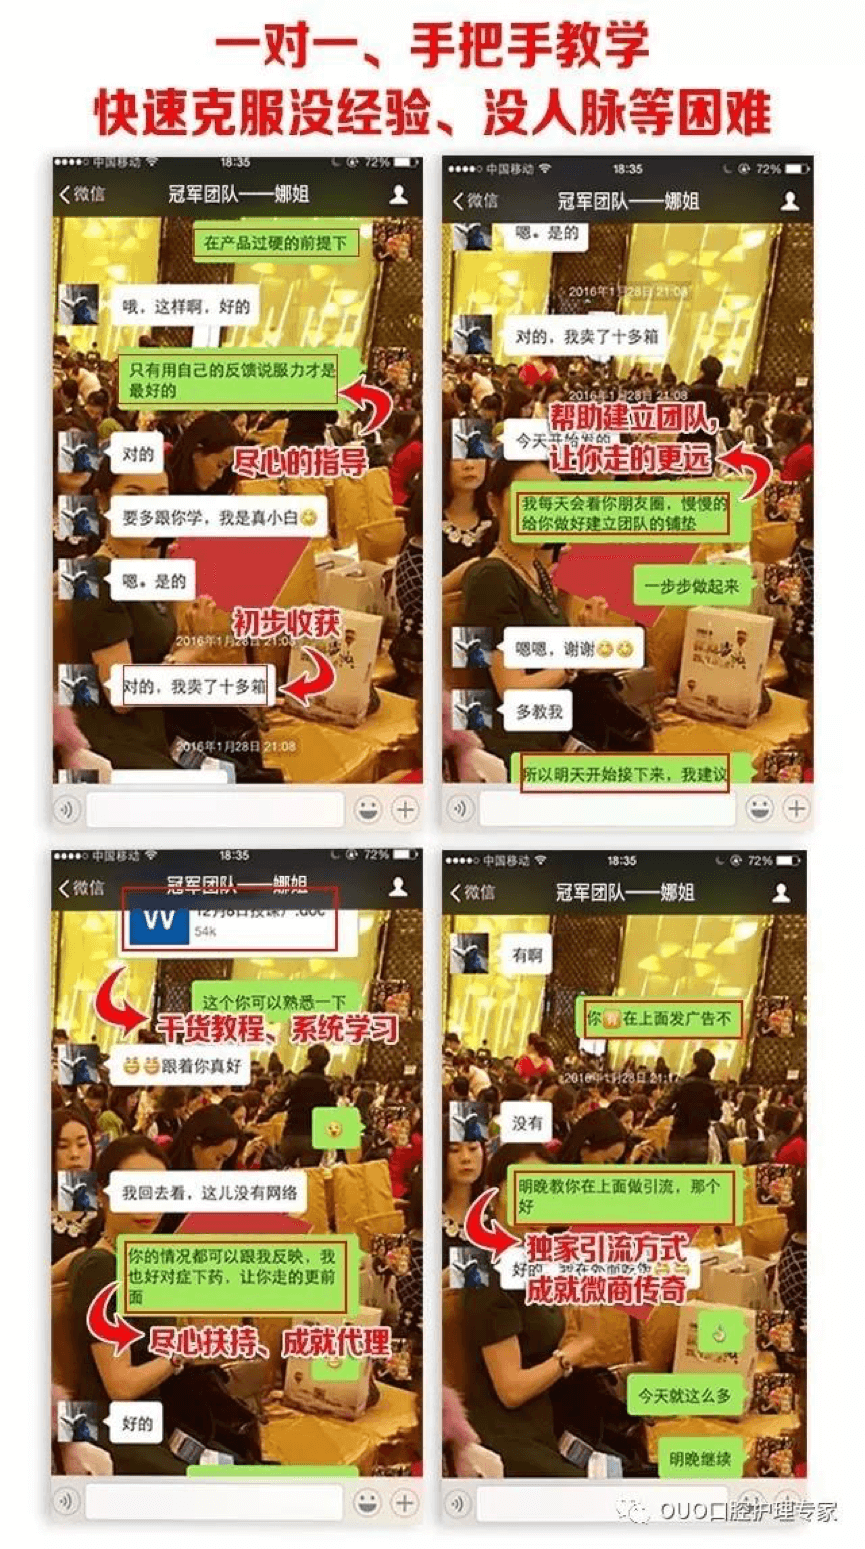 一对一、手把手教学
快速克服没经验、没人脉等困难
中国移动
18:35
72%
微信
冠军团队——娜姐
在产品过硬的前提下
哦，这样啊，好的
只有用自己的反馈说服力才是
最好的
尽心的指导
对的
要多跟你学，我是真小白
嗯。是的
初步收获
2016年1月28日 21:03
对的，我卖了十多箱
2016年1月28日 21:08
中国移动
18:35
72%
微信
冠军团队——娜姐
嗯。是的
2016年1月28日 21:08
对的，我卖了十多箱
2016年1月28日 21:08
帮助建立团队，
今天开始发的
让你走的更远
我每天会看你朋友圈，慢慢的
给你做好建立团队的铺垫
一步步做起来
嗯嗯，谢谢
多教我
所以明天开始接下来，我建议
中国移动
18:35
72%
微信
冠军团队——娜姐
W
54k
这个你可以熟悉一下
干货教程、系统学习
跟着你真好
我回去看，这儿没有网络
你的情况都可以跟我反映，我
也好对症下药，让你走的更前
面
尽心扶持、成就代理
好的
中国移动
18:35
72%
微信
冠军团队——娜姐
有啊
你有在上面发广告不
2016年1月28日 21:17
没有
明晚教你在上面做引流，那个
好
独家引流方式
成就微商传奇
今天就这么多
明晚继续
OUO口腔护理专家